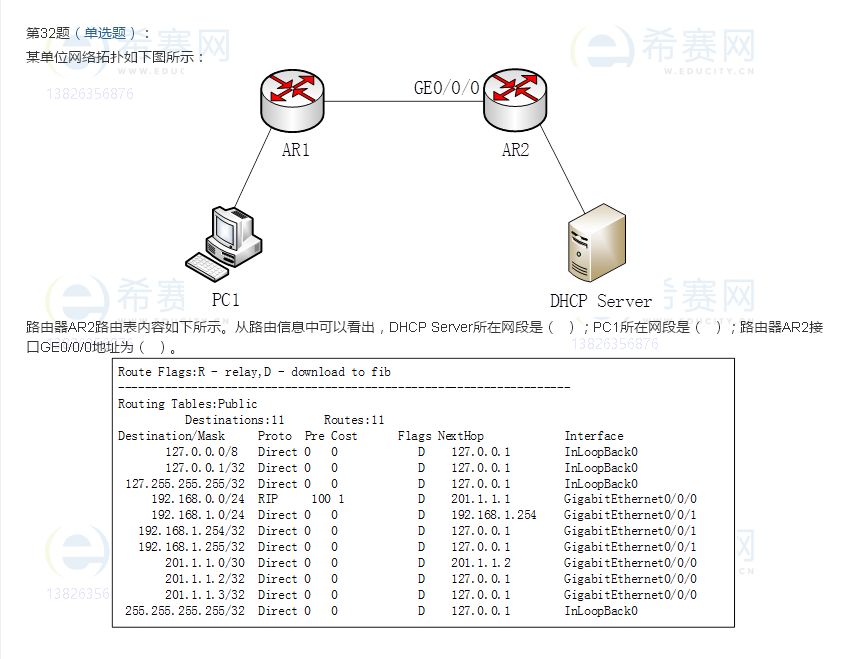 第32题（单选题）：
某单位网络拓扑如下图所示：
希赛网
WWW.EDUCITY.CN
13826356876
GE0/0/0
AR1
AR2
PC1
DHCP Server
路由器AR2路由表内容如下所示。从路由信息中可以看出，DHCP Server所在网段是（ ）；PC1所在网段是（ ）；路由器AR2接
口GE0/0/0地址为（ ）。
13826356876
Route Flags:R - relay,D - download to fib
----------------------------------------------------------------------
Routing Tables:Public
Destinations:11 Routes:11
Destination/Mask Proto Pre Cost Flags NextHop Interface
127.0.0.0/8 Direct 0 0 D 127.0.0.1 InLoopBack0
127.0.0.1/32 Direct 0 0 D 127.0.0.1 InLoopBack0
127.255.255.255/32 Direct 0 0 D 127.0.0.1 InLoopBack0
192.168.0.0/24 RIP 100 1 D 201.1.1.1 GigabitEthernet0/0/0
192.168.1.0/24 Direct 0 0 D 192.168.1.254 GigabitEthernet0/0/1
192.168.1.254/32 Direct 0 0 D 127.0.0.1 GigabitEthernet0/0/1
192.168.1.255/32 Direct 0 0 D 127.0.0.1 GigabitEthernet0/0/1
201.1.1.0/30 Direct 0 0 D 201.1.1.2 GigabitEthernet0/0/0
201.1.1.2/32 Direct 0 0 D 127.0.0.1 GigabitEthernet0/0/0
201.1.1.3/32 Direct 0 0 D 127.0.0.1 GigabitEthernet0/0/0
255.255.255.255/32 Direct 0 0 D 127.0.0.1 InLoopBack0